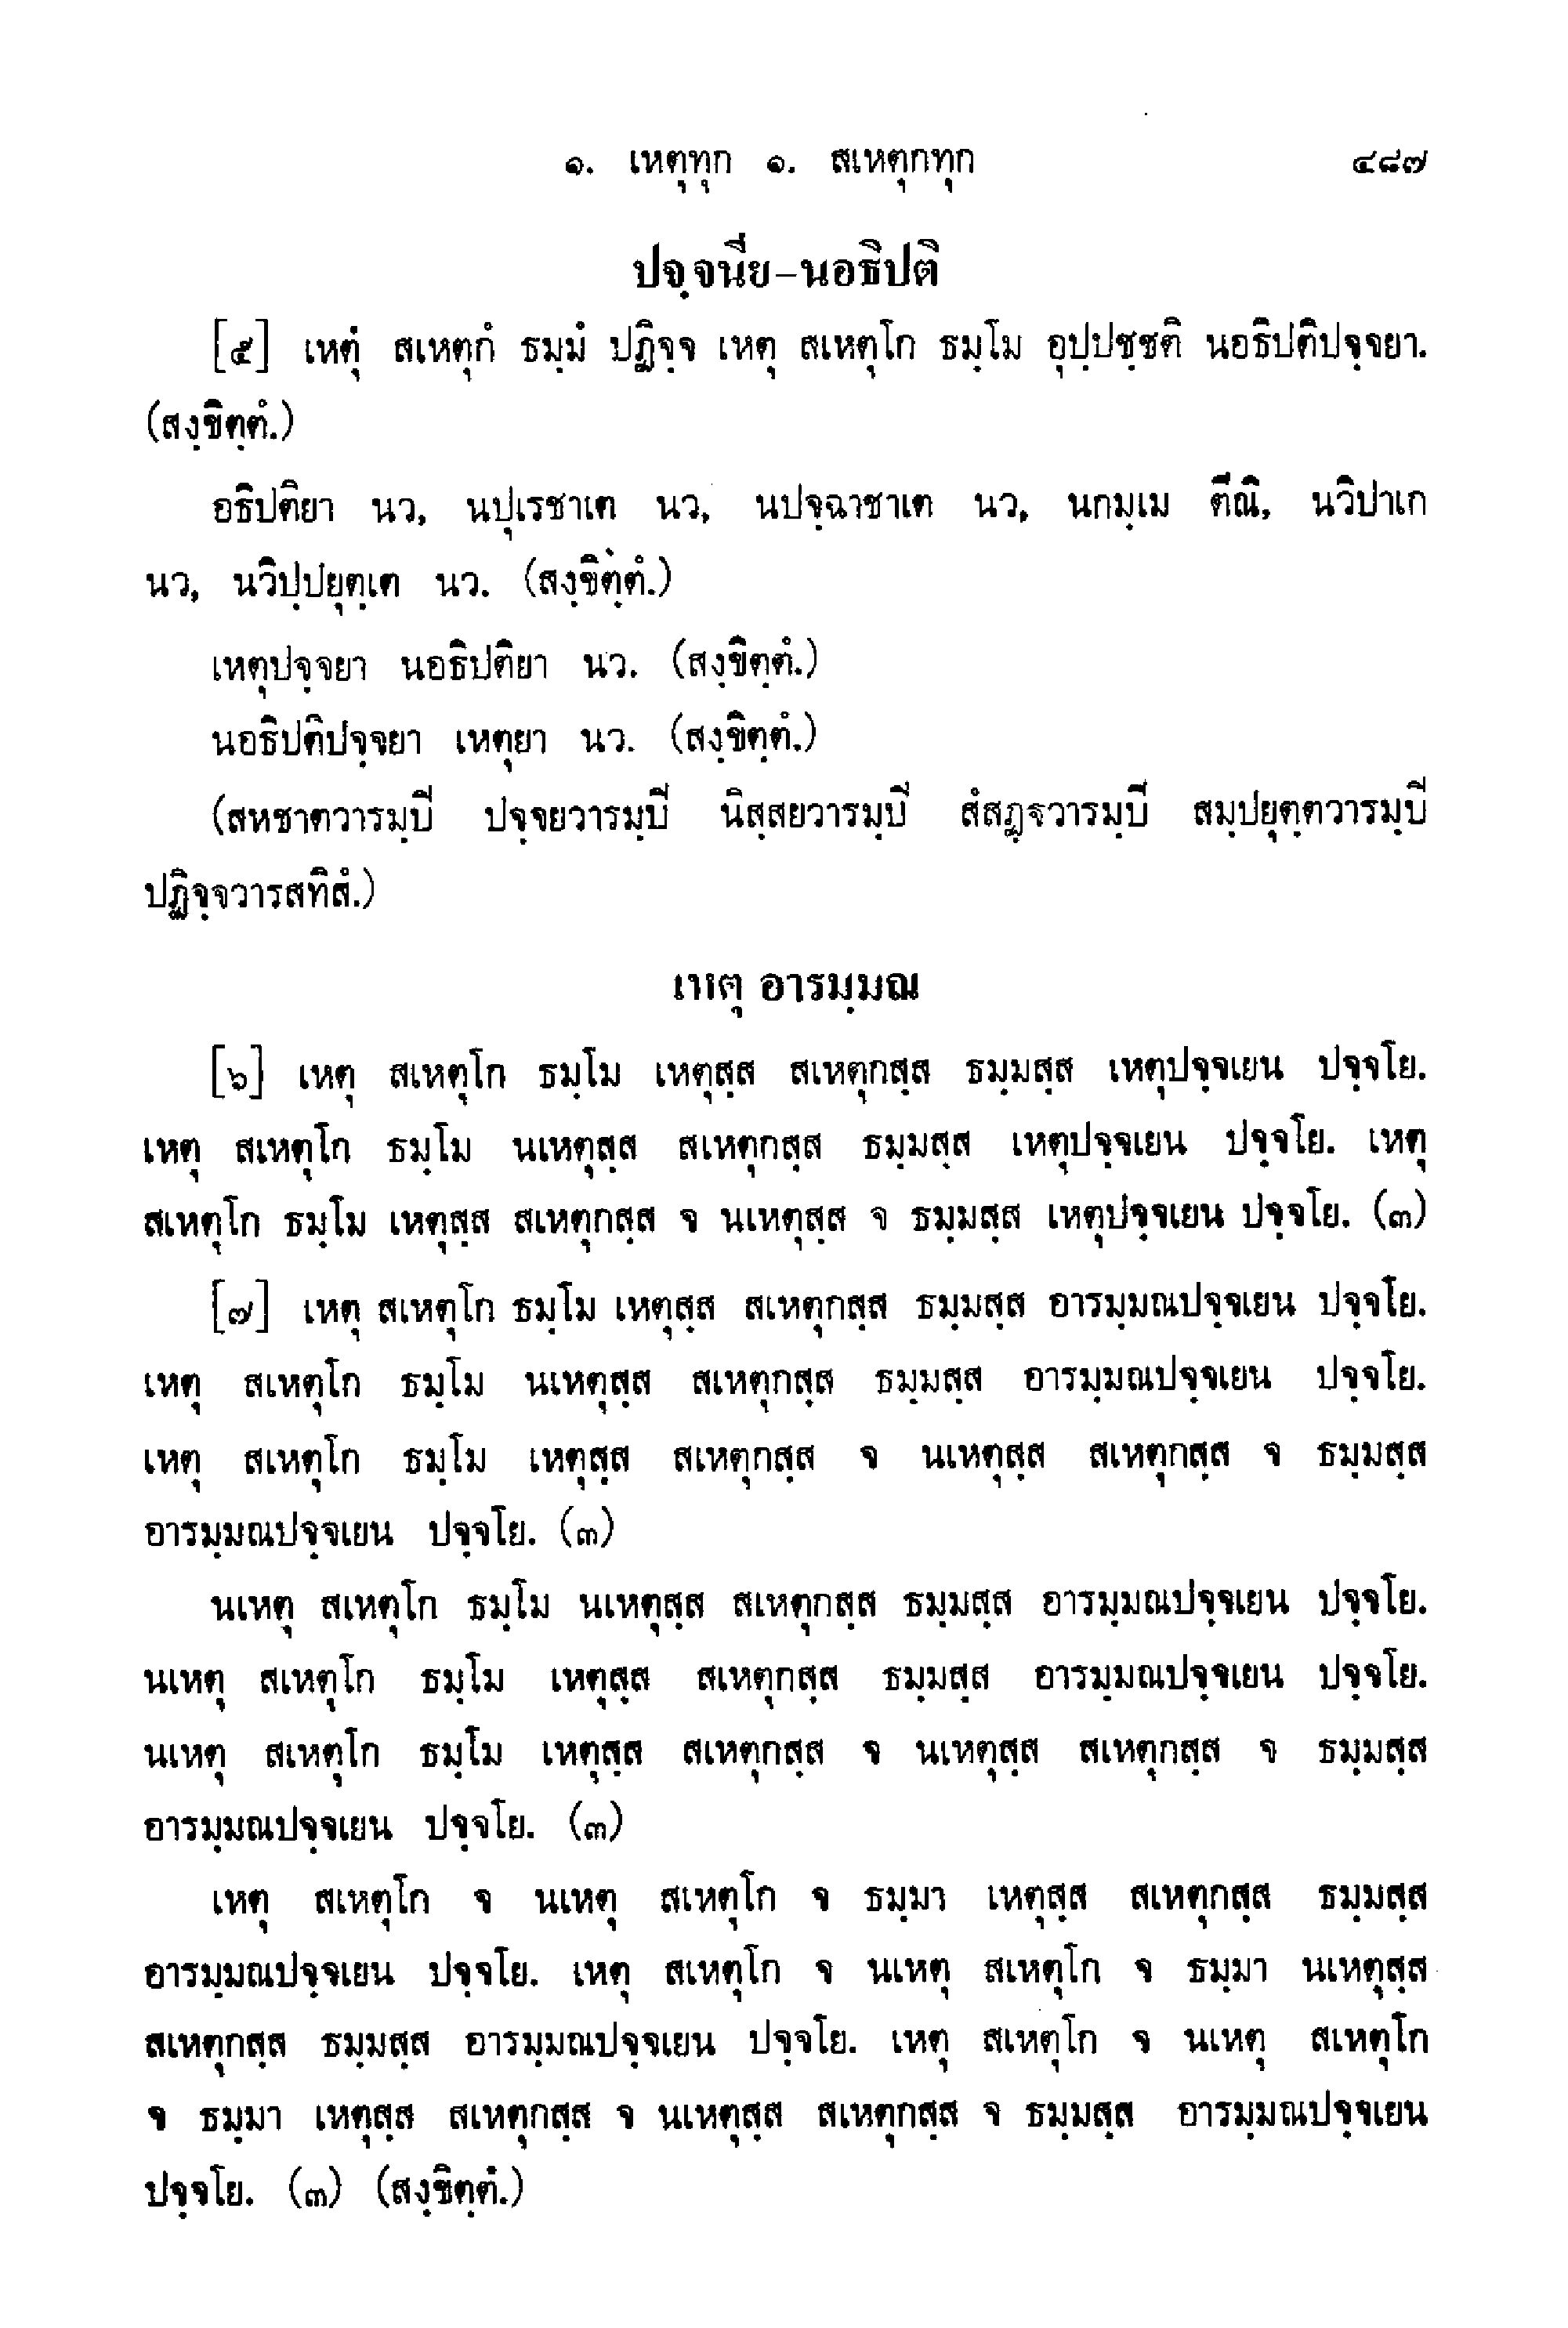 ๑. เหตุทุก ๑. สเหตุกทุก ๔๘๗
ปจฺจนีย-นอธิปติ
[๕] เหตุํ สเหตุกํ ธมฺมํ ปฏิจฺจ เหตุ สเหตุโก ธมฺโม อุปฺปชฺชติ นอธิปติปจฺจยา.
(สงฺขิตฺตํ.)
อธิปติยา นว, นปุเรชาเต นว, นปจฺฉาชาเต นว, นกมฺเม ตีณิ, นวิปาเก
นว, นวิปฺปยุตฺเต นว. (สงฺขิตฺตํ.)
เหตุปจฺจยา นอธิปติยา นว. (สงฺขิตฺตํ.)
นอธิปติปจฺจยา เหตุยา นว. (สงฺขิตฺตํ.)
(สหชาตวารมฺปี ปจฺจยวารมฺปี นิสฺสยวารมฺปี สํสฏฺฐวารมฺปี สมฺปยุตฺตวารมฺปี
ปฏิจฺจวารสทิสํ.)
เหตุ อารมฺมณ
[๖] เหตุ สเหตุโก ธมฺโม เหตุสฺส สเหตุกสฺส ธมฺมสฺส เหตุปจฺจเยน ปจฺจโย.
เหตุ สเหตุโก ธมฺโม นเหตุสฺส สเหตุกสฺส ธมฺมสฺส เหตุปจฺจเยน ปจฺจโย. เหตุ
สเหตุโก ธมฺโม เหตุสฺส สเหตุกสฺส จ นเหตุสฺส จ ธมฺมสฺส เหตุปจฺจเยน ปจฺจโย. (๓)
[๗] เหตุ สเหตุโก ธมฺโม เหตุสฺส สเหตุกสฺส ธมฺมสฺส อารมฺมณปจฺจเยน ปจฺจโย.
เหตุ สเหตุโก ธมฺโม นเหตุสฺส สเหตุกสฺส ธมฺมสฺส อารมฺมณปจฺจเยน ปจฺจโย.
เหตุ สเหตุโก ธมฺโม เหตุสฺส สเหตุกสฺส จ นเหตุสฺส สเหตุกสฺส จ ธมฺมสฺส
อารมฺมณปจฺจเยน ปจฺจโย. (๓)
นเหตุ สเหตุโก ธมฺโม นเหตุสฺส สเหตุกสฺส ธมฺมสฺส อารมฺมณปจฺจเยน ปจฺจโย.
นเหตุ สเหตุโก ธมฺโม เหตุสฺส สเหตุกสฺส ธมฺมสฺส อารมฺมณปจฺจเยน ปจฺจโย.
นเหตุ สเหตุโก ธมฺโม เหตุสฺส สเหตุกสฺส จ นเหตุสฺส สเหตุกสฺส จ ธมฺมสฺส
อารมฺมณปจฺจเยน ปจฺจโย. (๓)
เหตุ สเหตุโก จ นเหตุ สเหตุโก จ ธมฺมา เหตุสฺส สเหตุกสฺส ธมฺมสฺส
อารมฺมณปจฺจเยน ปจฺจโย. เหตุ สเหตุโก จ นเหตุ สเหตุโก จ ธมฺมา นเหตุสฺส
สเหตุกสฺส ธมฺมสฺส อารมฺมณปจฺจเยน ปจฺจโย. เหตุ สเหตุโก จ นเหตุ สเหตุโก
จ ธมฺมา เหตุสฺส สเหตุกสฺส จ นเหตุสฺส สเหตุกสฺส จ ธมฺมสฺส อารมฺมณปจฺจเยน
ปจฺจโย. (๓) (สงฺขิตฺตํ.)